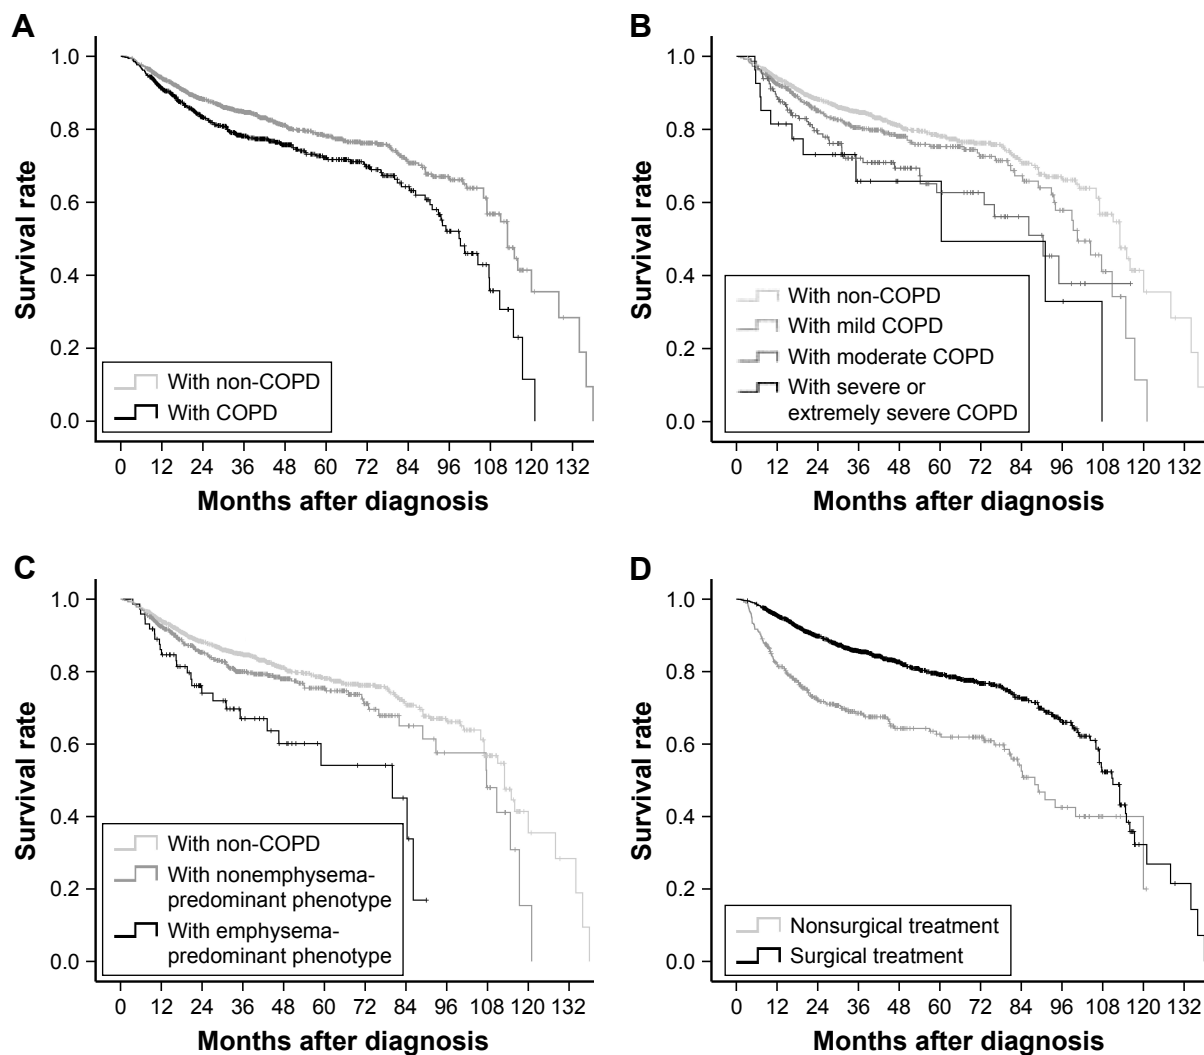 A
Survival rate
1.0
0.8
0.6
0.4
0.2
0.0
With non-COPD
With COPD
0 12 24 36 48 60 72 84 96 108 120 132
Months after diagnosis
B
Survival rate
1.0
0.8
0.6
0.4
0.2
0.0
With non-COPD
With mild COPD
With moderate COPD
With severe or
extremely severe COPD
0 12 24 36 48 60 72 84 96 108 120 132
Months after diagnosis
C
Survival rate
1.0
0.8
0.6
0.4
0.2
0.0
With non-COPD
With nonemphysema-
predominant phenotype
With emphysema-
predominant phenotype
0 12 24 36 48 60 72 84 96 108 120 132
Months after diagnosis
D
Survival rate
1.0
0.8
0.6
0.4
0.2
0.0
Nonsurgical treatment
Surgical treatment
0 12 24 36 48 60 72 84 96 108 120 132
Months after diagnosis